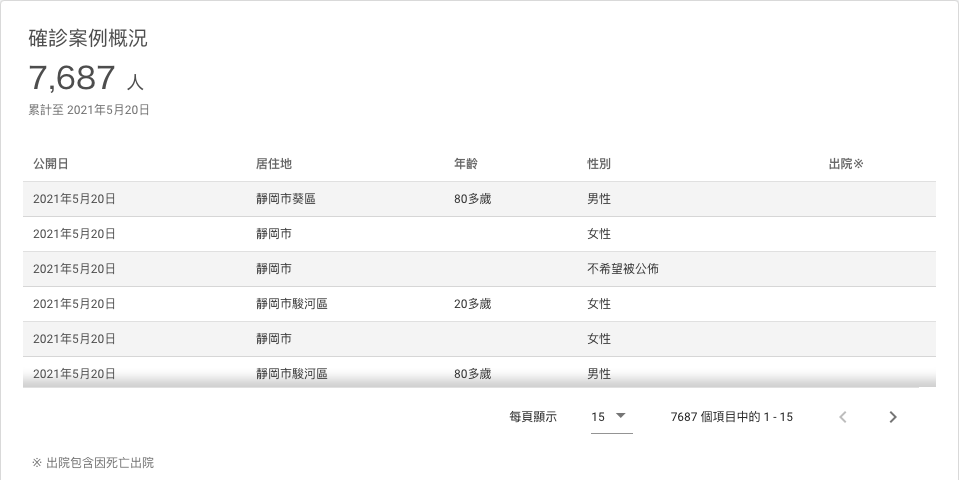 確診案例概況
7,687 人
累計至 2021年5月20日
公開日 居住地 年齡 性別 出院※
2021年5月20日 靜岡市葵區 80多歲 男性
2021年5月20日 靜岡市 女性
2021年5月20日 靜岡市 不希望被公佈
2021年5月20日 靜岡市駿河區 20多歲 女性
2021年5月20日 靜岡市 女性
2021年5月20日 靜岡市駿河區 80多歲 男性
每頁顯示 15 7687 個項目中的 1 - 15
※ 出院包含因死亡出院